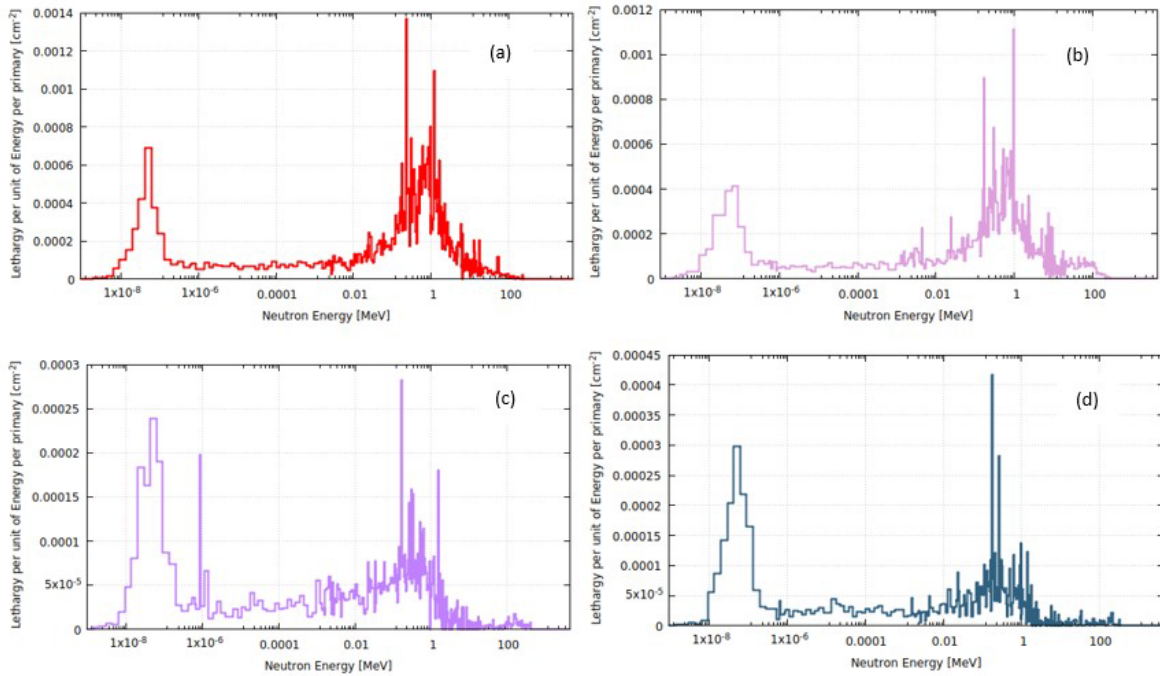 Lethargy per unit of Energy per primary [cm⁻²]
0.0014
0.0012
0.001
0.0008
0.0006
0.0004
0.0002
0
(a)
1x10⁻⁸
1x10⁻⁶
0.0001
0.01
1
100
Neutron Energy [MeV]
Lethargy per unit of Energy per primary [cm⁻²]
0.0012
0.001
0.0008
0.0006
0.0004
0.0002
0
(b)
1x10⁻⁸
1x10⁻⁶
0.0001
0.01
1
100
Neutron Energy [MeV]
Lethargy per unit of Energy per primary [cm⁻²]
0.0003
0.00025
0.0002
0.00015
0.0001
5x10⁻⁵
0
(c)
1x10⁻⁸
1x10⁻⁶
0.0001
0.01
1
100
Neutron Energy [MeV]
Lethargy per unit of Energy per primary [cm⁻²]
0.00045
0.0004
0.00035
0.0003
0.00025
0.0002
0.00015
0.0001
5x10⁻⁵
0
(d)
1x10⁻⁸
1x10⁻⁶
0.0001
0.01
1
100
Neutron Energy [MeV]